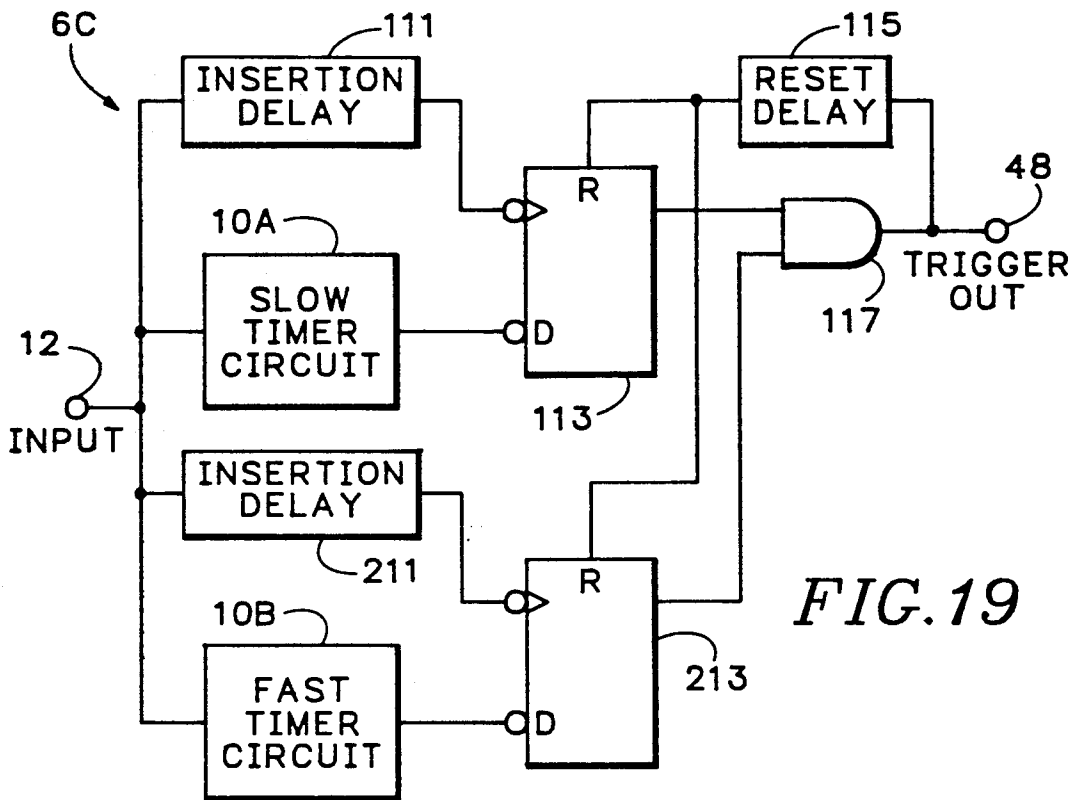 6C
111
115
INSERTION
DELAY
RESET
DELAY
R
48
10A
SLOW
TIMER
CIRCUIT
D
TRIGGER
OUT
117
12
INPUT
113
INSERTION
DELAY
211
R
10B
FAST
TIMER
CIRCUIT
D
213
FIG.19